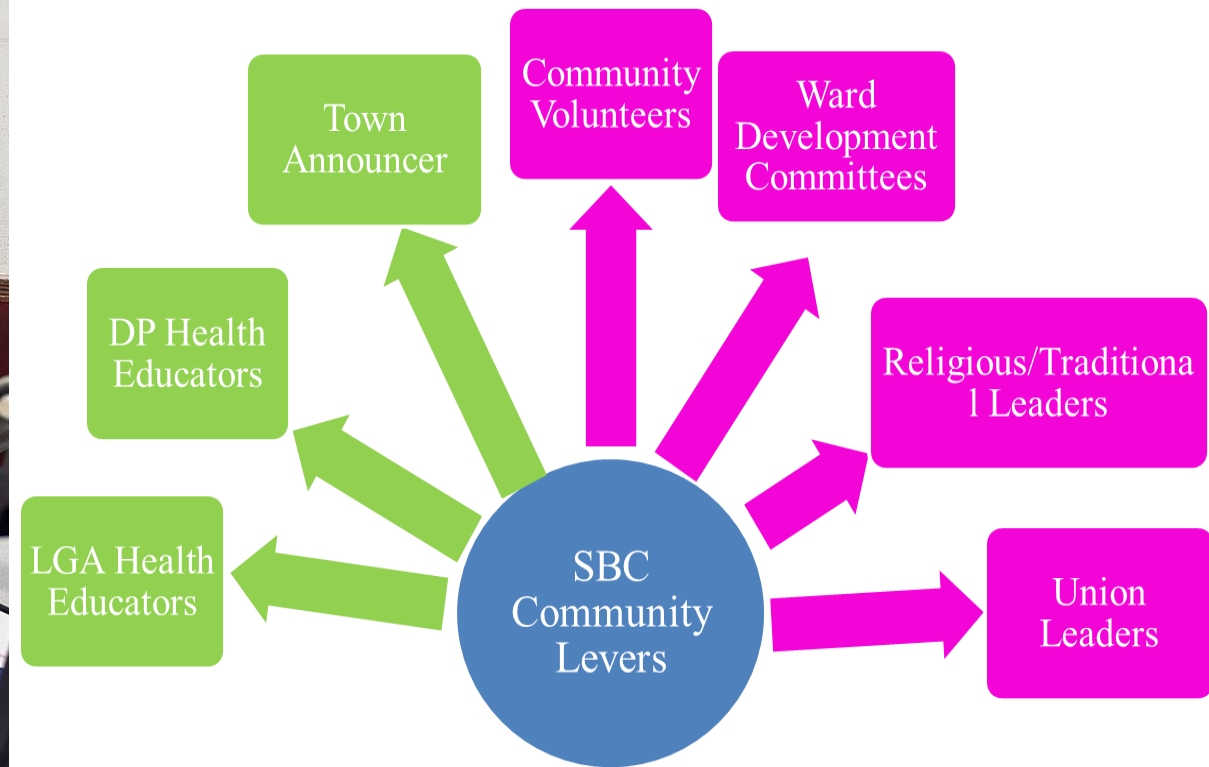 Community
Volunteers
Ward
Development
Committees
Town
Announcer
DP Health
Educators
Religious/Traditiona
l Leaders
LGA Health
Educators
SBC
Community
Levers
Union
Leaders